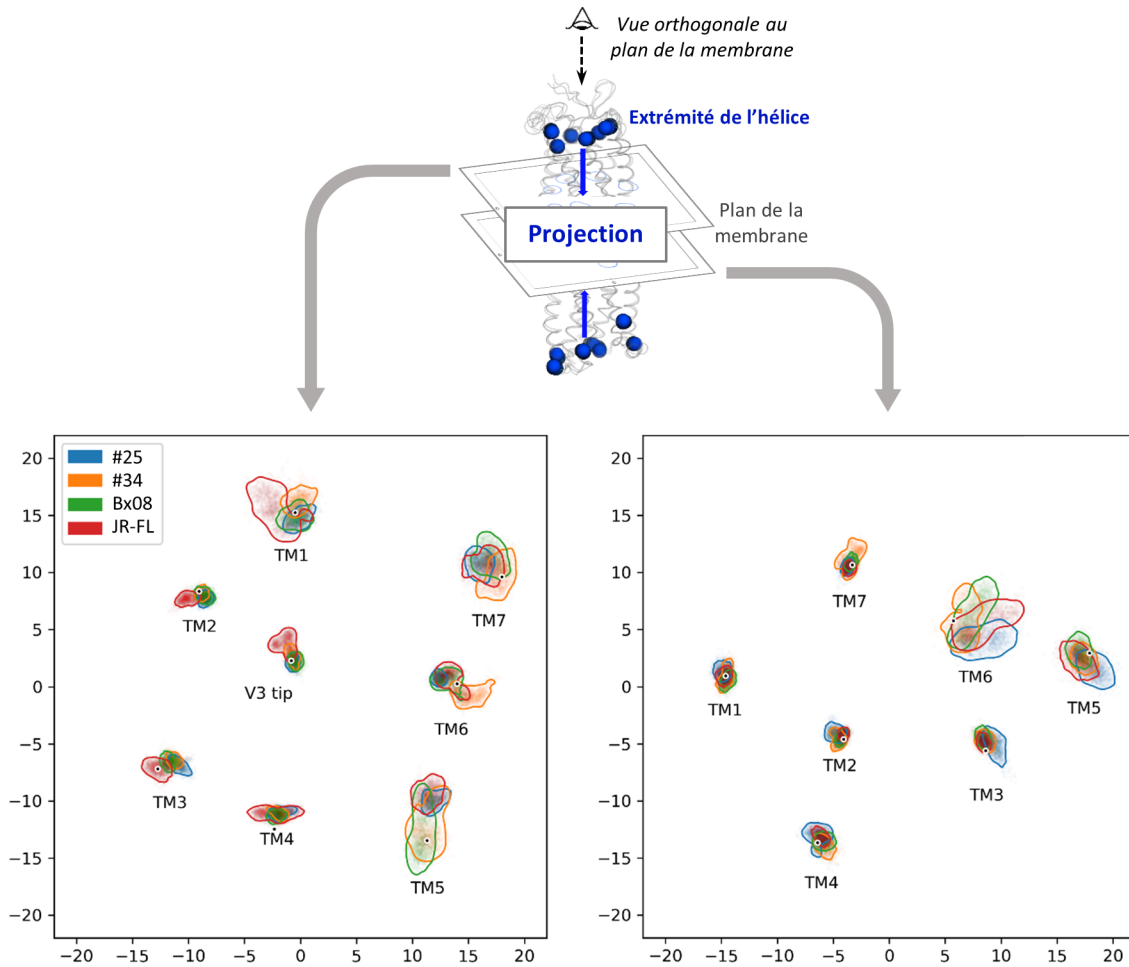 Vue orthogonale au
plan de la membrane
Extrémité de l'hélice
Projection
Plan de la
membrane
#25
#34
Bx08
JR-FL
TM1
TM2
TM7
V3 tip
TM6
TM3
TM4
TM5
20
15
10
5
0
−5
−10
−15
−20
−20 −15 −10 −5 0 5 10 15 20
TM7
TM6
TM1
TM5
TM2
TM3
TM4
20
15
10
5
0
−5
−10
−15
−20
−20 −15 −10 −5 0 5 10 15 20